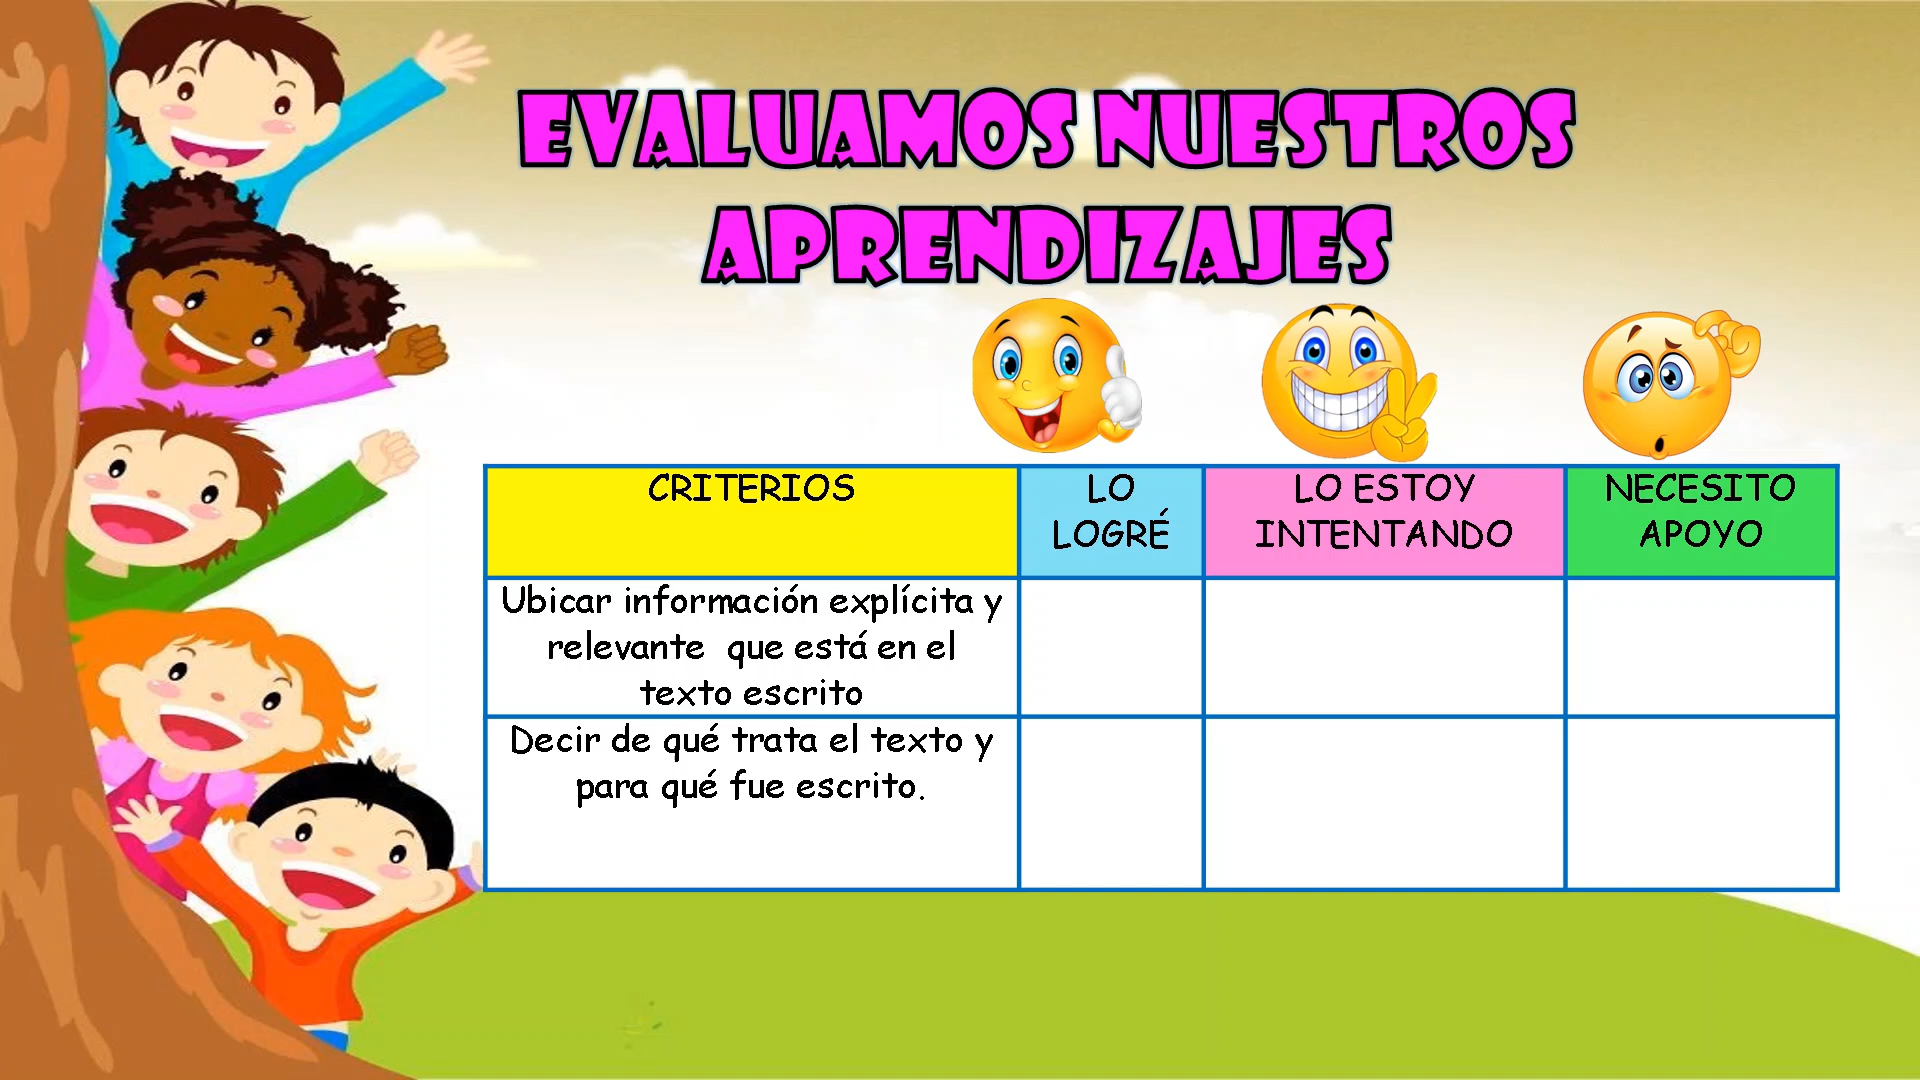 EVALUAMOS NUESTROS
APRENDIZAJES
CRITERIOS
LO
LOGRÉ
LO ESTOY
INTENTANDO
NECESITO
APOYO
Ubicar información explícita y
relevante que está en el
texto escrito
Decir de qué trata el texto y
para qué fue escrito.